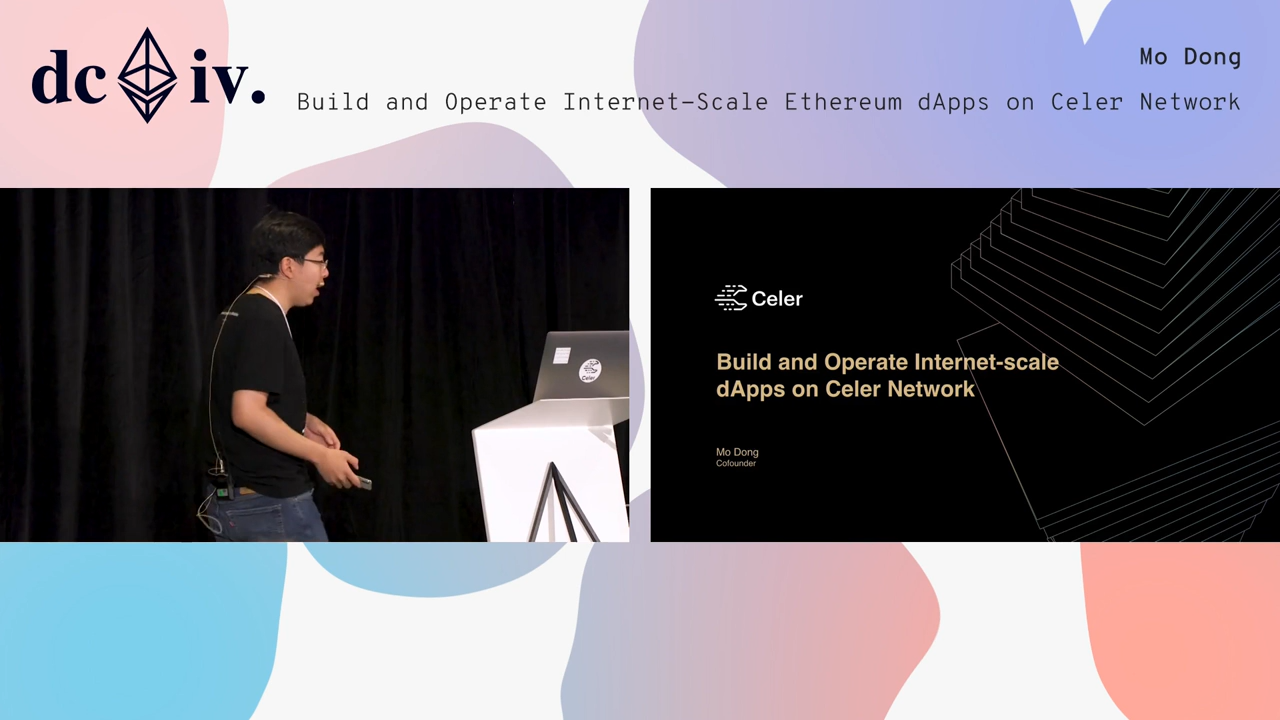 dc iv.
Mo Dong
Build and Operate Internet-Scale Ethereum dApps on Celer Network
Celer
Celer
Build and Operate Internet-scale
dApps on Celer Network
Mo Dong
Cofounder